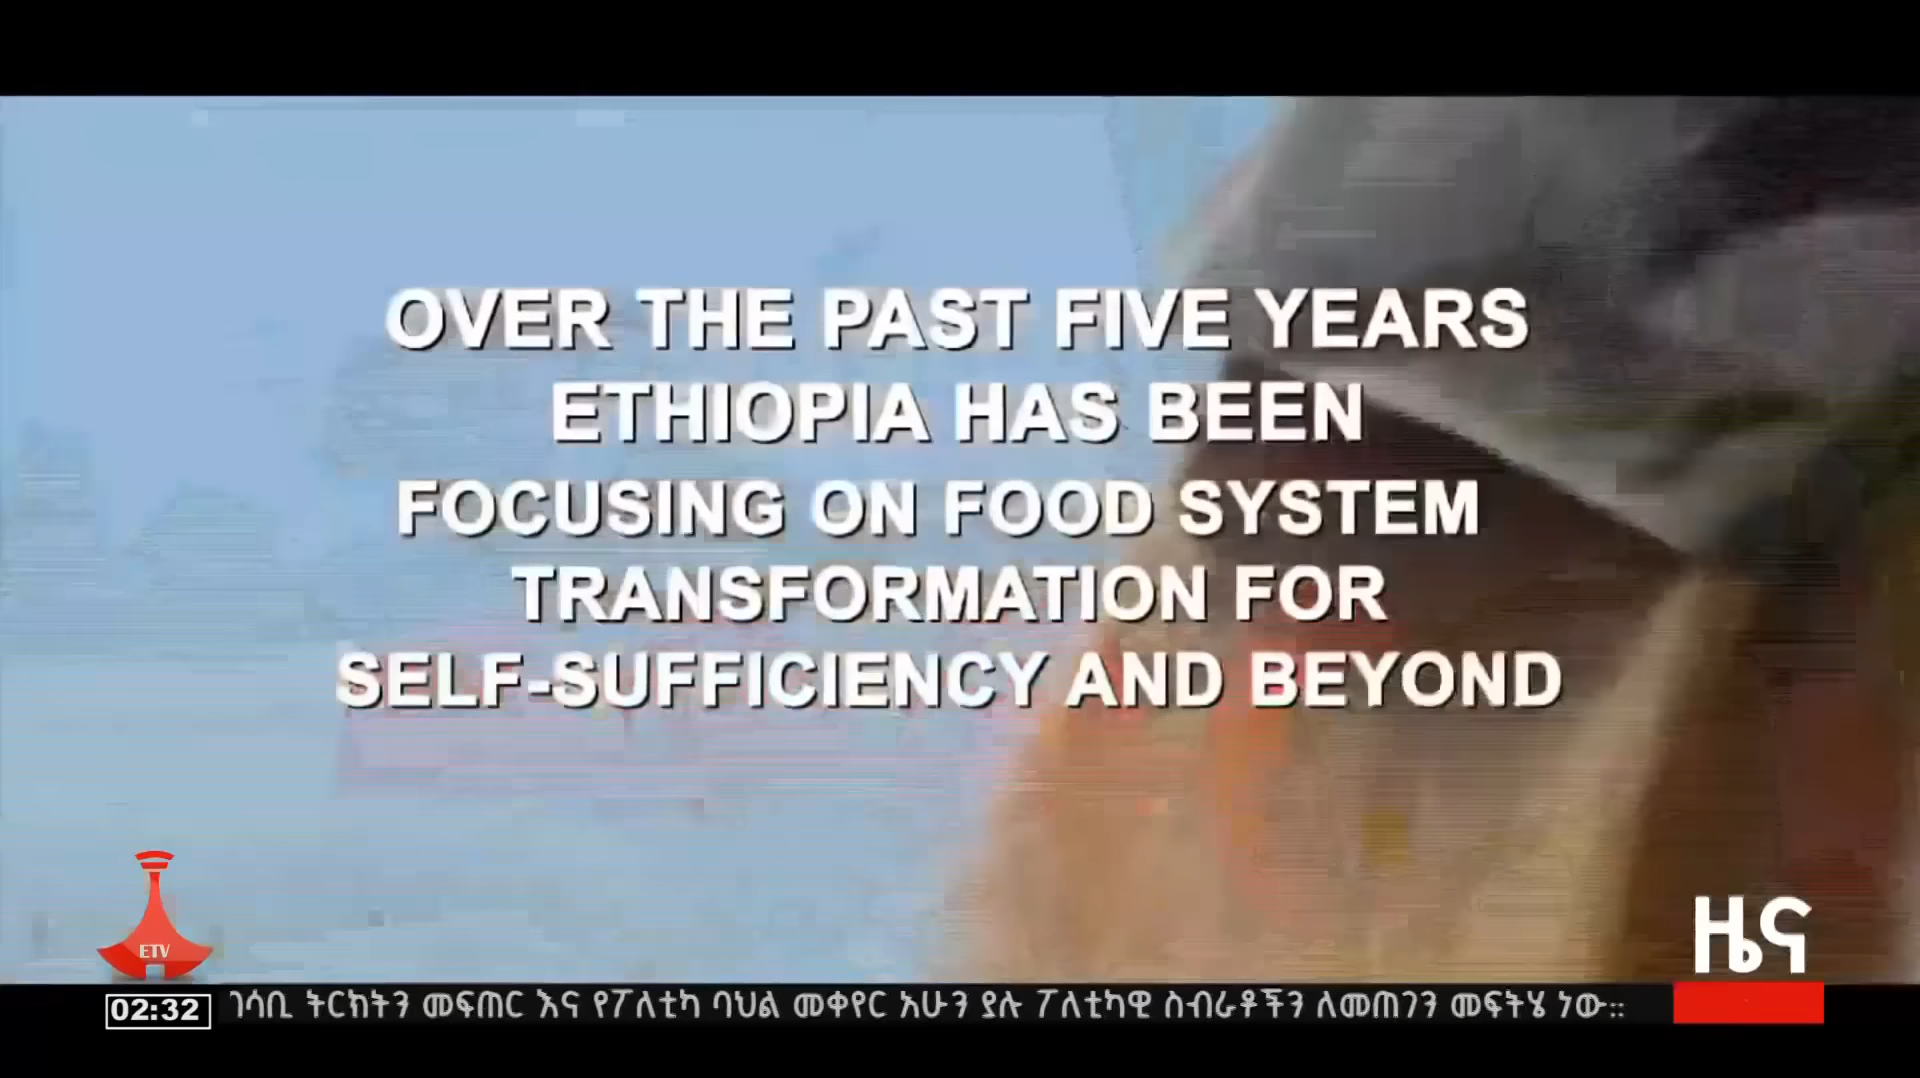 OVER THE PAST FIVE YEARS
ETHIOPIA HAS BEEN
FOCUSING ON FOOD SYSTEM
TRANSFORMATION FOR
SELF-SUFFICIENCY AND BEYOND
ETV
ዜና
02:32 ገሳቢ ትርክትን መፍጠር እና የፖለቲካ ባህል መቀየር አሁን ያሉ ፖለቲካዊ ስብራቶችን ለመጠገን መፍትሄ ነው።